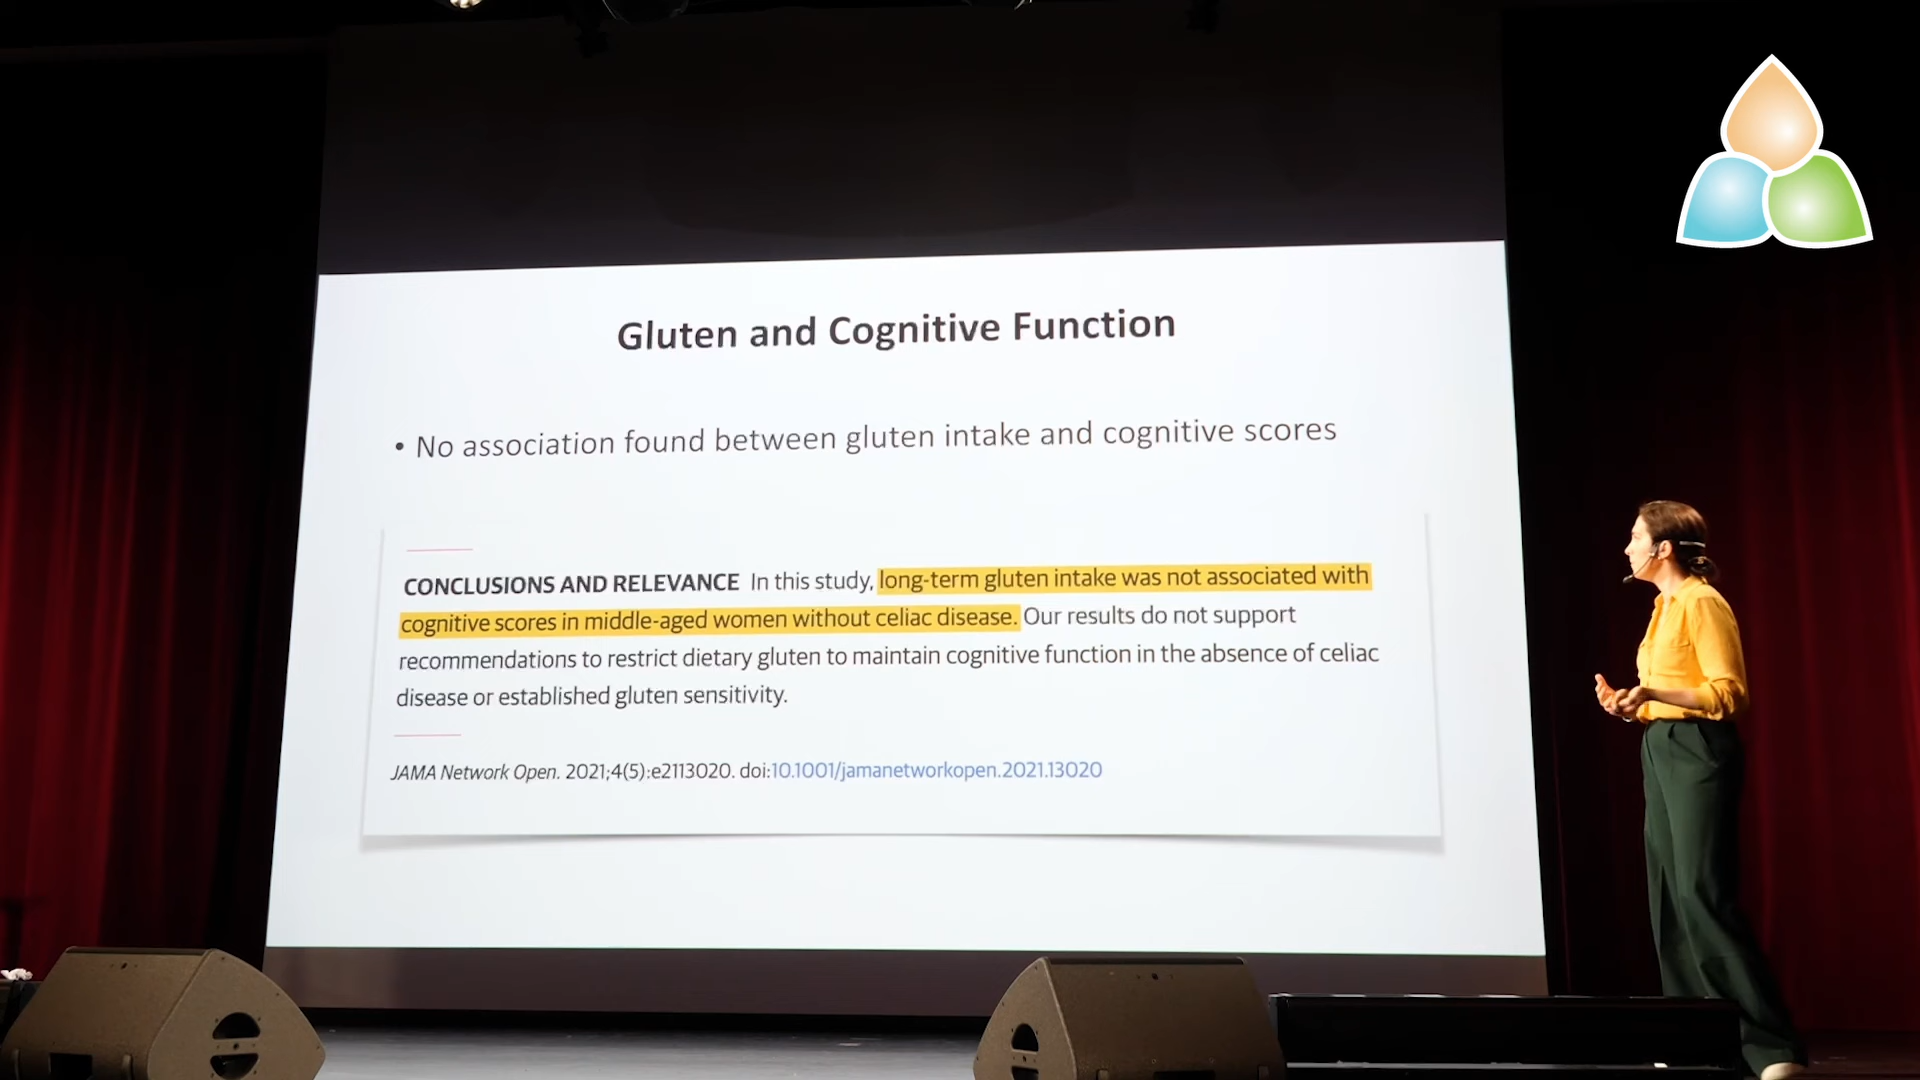 Gluten and Cognitive Function
• No association found between gluten intake and cognitive scores
CONCLUSIONS AND RELEVANCE In this study, long-term gluten intake was not associated with
cognitive scores in middle-aged women without celiac disease. Our results do not support
recommendations to restrict dietary gluten to maintain cognitive function in the absence of celiac
disease or established gluten sensitivity.
JAMA Network Open. 2021;4(5):e2113020. doi:10.1001/jamanetworkopen.2021.13020